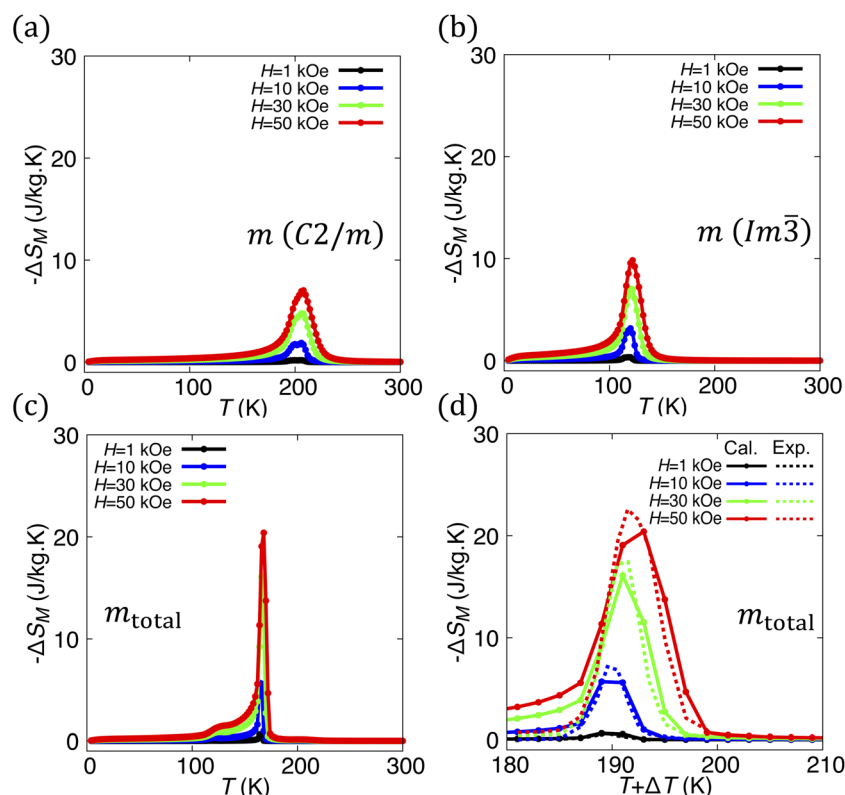 (a)
30
20
10
0
-ΔS_M (J/kg.K)
H=1 kOe
H=10 kOe
H=30 kOe
H=50 kOe
m (C2/m)
0 100 200 300
T (K)
(b)
30
20
10
0
-ΔS_M (J/kg.K)
H=1 kOe
H=10 kOe
H=30 kOe
H=50 kOe
m (Im3̅)
0 100 200 300
T (K)
(c)
30
20
10
0
-ΔS_M (J/kg.K)
H=1 kOe
H=10 kOe
H=30 kOe
H=50 kOe
m_total
0 100 200 300
T (K)
(d)
30
20
10
0
-ΔS_M (J/kg.K)
Cal. Exp.
H=1 kOe
H=10 kOe
H=30 kOe
H=50 kOe
m_total
180 190 200 210
T+ΔT (K)